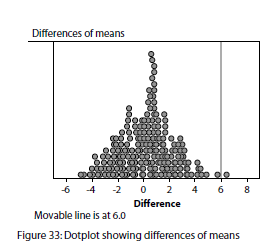 Differences of means
-6 -4 -2 0 2 4 6 8
Difference
Movable line is at 6.0
Figure 33: Dotplot showing differences of means